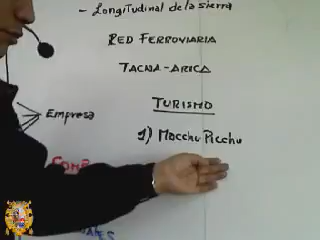 - Longitudinal de la sierra
RED FERROVIARIA
TACNA-ARICA
TURISMO
Empresa
1) Macchu Picchu